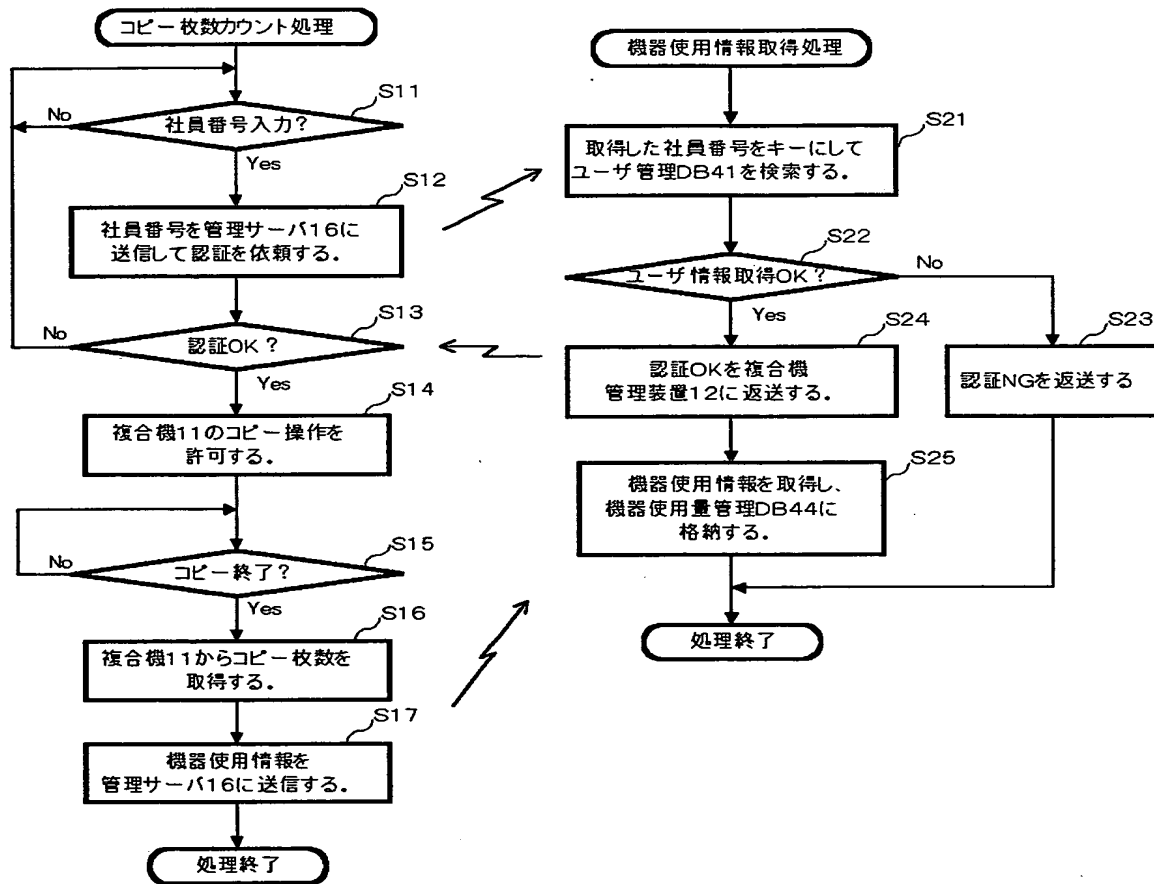 コピー枚数カウント処理
S11
社員番号入力？
No
Yes
S12
社員番号を管理サーバ16に
送信して認証を依頼する。
S13
認証OK？
No
Yes
S14
複合機11のコピー操作を
許可する。
S15
コピー終了？
No
Yes
S16
複合機11からコピー枚数を
取得する。
S17
機器使用情報を
管理サーバ16に送信する。
処理終了
機器使用情報取得処理
S21
取得した社員番号をキーにして
ユーザ管理DB41を検索する。
S22
ユーザ情報取得OK？
No
Yes
S24
認証OKを複合機
管理装置12に返送する。
S23
認証NGを返送する
S25
機器使用情報を取得し、
機器使用量管理DB44に
格納する。
処理終了